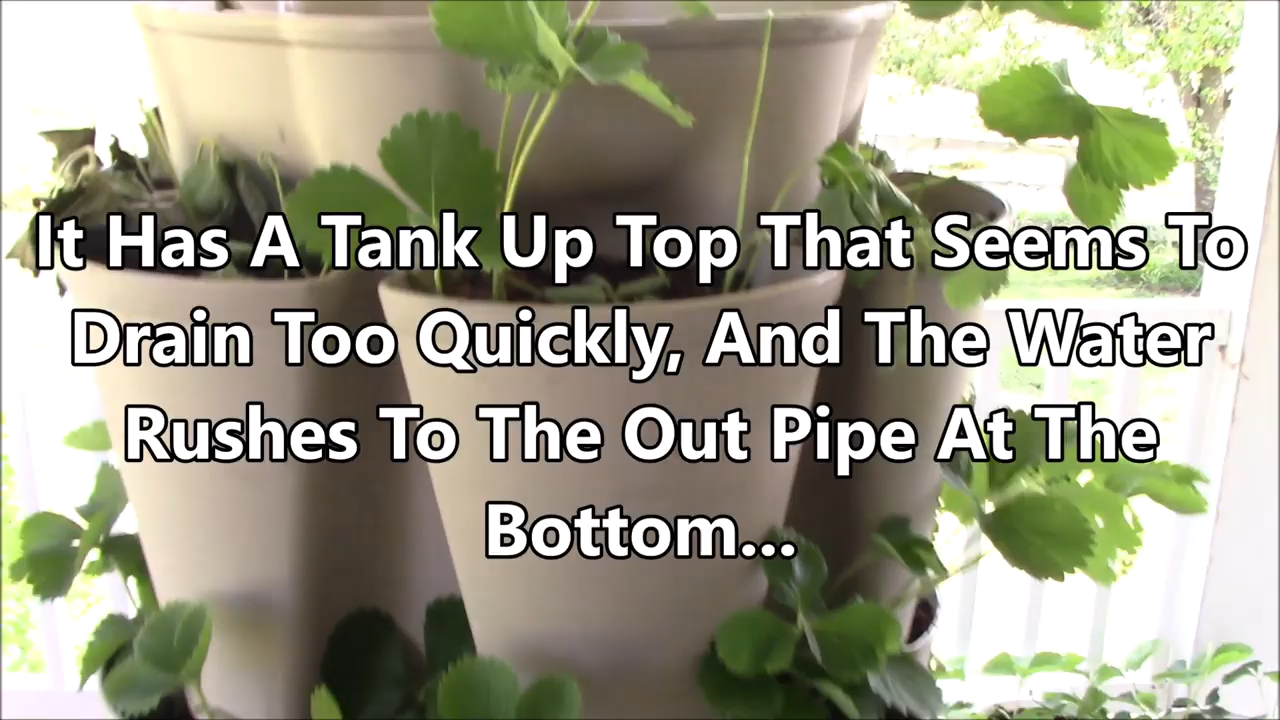 It Has A Tank Up Top That Seems To
Drain Too Quickly, And The Water
Rushes To The Out Pipe At The
Bottom...